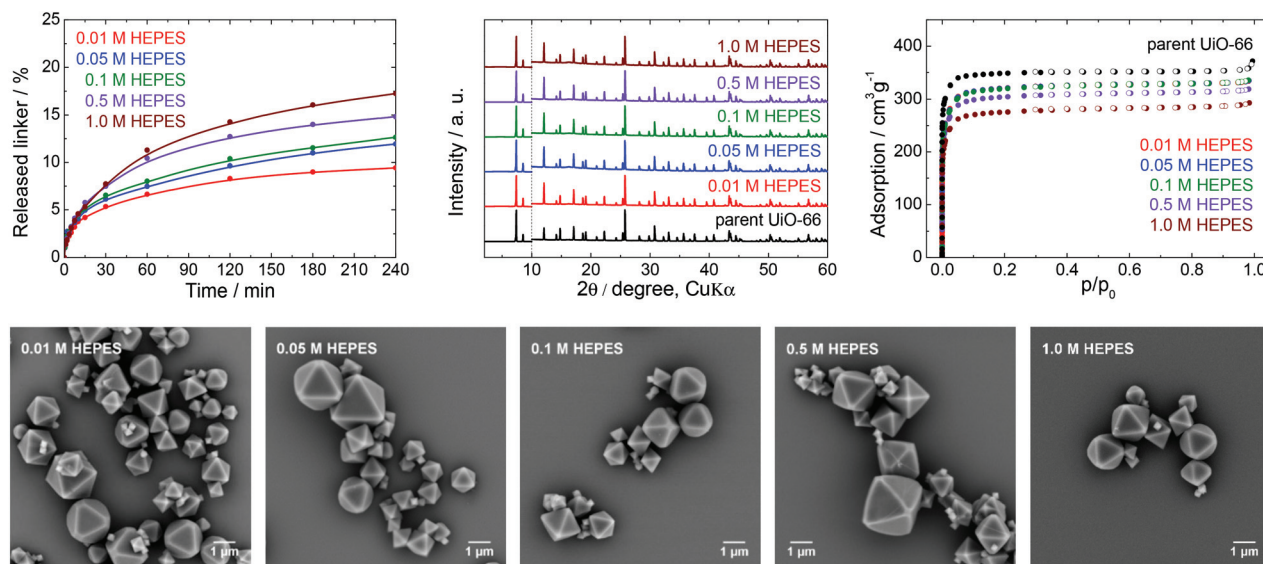 25
20
15
10
5
0
0 30 60 90 120 150 180 210 240
Released linker / %
Time / min
0.01 M HEPES
0.05 M HEPES
0.1 M HEPES
0.5 M HEPES
1.0 M HEPES
Intensity / a. u.
1.0 M HEPES
0.5 M HEPES
0.1 M HEPES
0.05 M HEPES
0.01 M HEPES
parent UiO-66
10 20 30 40 50 60
2θ / degree, CuKα
400
300
200
100
0
Adsorption / cm³g⁻¹
parent UiO-66
0.01 M HEPES
0.05 M HEPES
0.1 M HEPES
0.5 M HEPES
1.0 M HEPES
0.0 0.2 0.4 0.6 0.8 1.0
p/p₀
0.01 M HEPES
1 µm
0.05 M HEPES
1 µm
0.1 M HEPES
1 µm
0.5 M HEPES
1 µm
1.0 M HEPES
1 µm